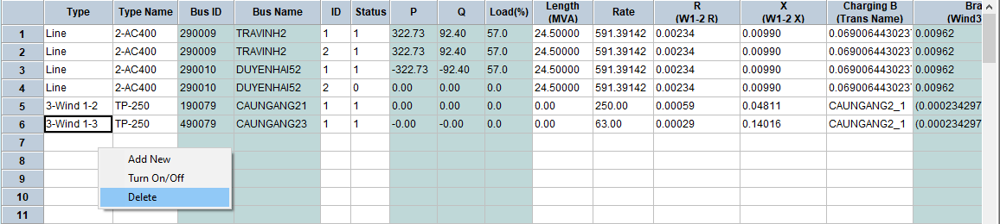 Type Type Name Bus ID Bus Name ID Status P Q Load(%) Length (MVA) Rate R (W1-2 R) X (W1-2 X) Charging B (Trans Name) Bra (Wind3
1 Line 2-AC400 290009 TRAVINH2 1 1 322.73 92.40 57.0 24.50000 591.39142 0.00234 0.00990 0.0690064430237 0.00962
2 Line 2-AC400 290009 TRAVINH2 2 1 322.73 92.40 57.0 24.50000 591.39142 0.00234 0.00990 0.0690064430237 0.00962
3 Line 2-AC400 290010 DUYENHAI52 1 1 -322.73 -92.40 57.0 24.50000 591.39142 0.00234 0.00990 0.0690064430237 0.00962
4 Line 2-AC400 290010 DUYENHAI52 2 0 0.00 0.00 0.0 24.50000 591.39142 0.00234 0.00990 0.0690064430237 0.00962
5 3-Wind 1-2 TP-250 190079 CAUNGANG21 1 1 0.00 0.00 0.0 0.00 250.00 0.00059 0.04811 CAUNGANG2_1 (0.000234297
6 3-Wind 1-3 TP-250 490079 CAUNGANG23 1 1 -0.00 -0.00 0.0 0.00 63.00 0.00029 0.14016 CAUNGANG2_1 (0.000234297
7
8
9
10
11
Add New
Turn On/Off
Delete